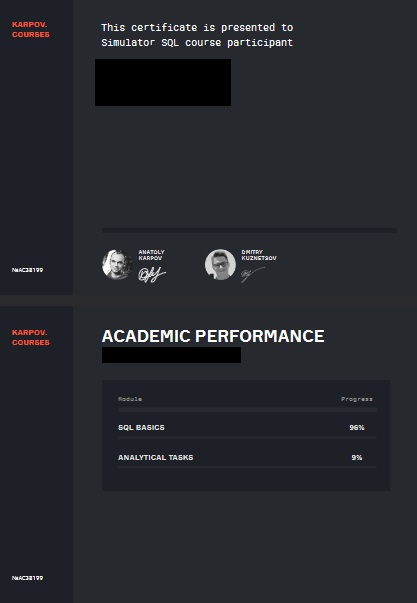 KARPOV.
COURSES
This certificate is presented to
Simulator SQL course participant
ANATOLY
KARPOV
DMITRY
KUZNETSOV
№AC38199
KARPOV.
COURSES
ACADEMIC PERFORMANCE
Module Progress
SQL BASICS 96%
ANALYTICAL TASKS 9%
№AC38199